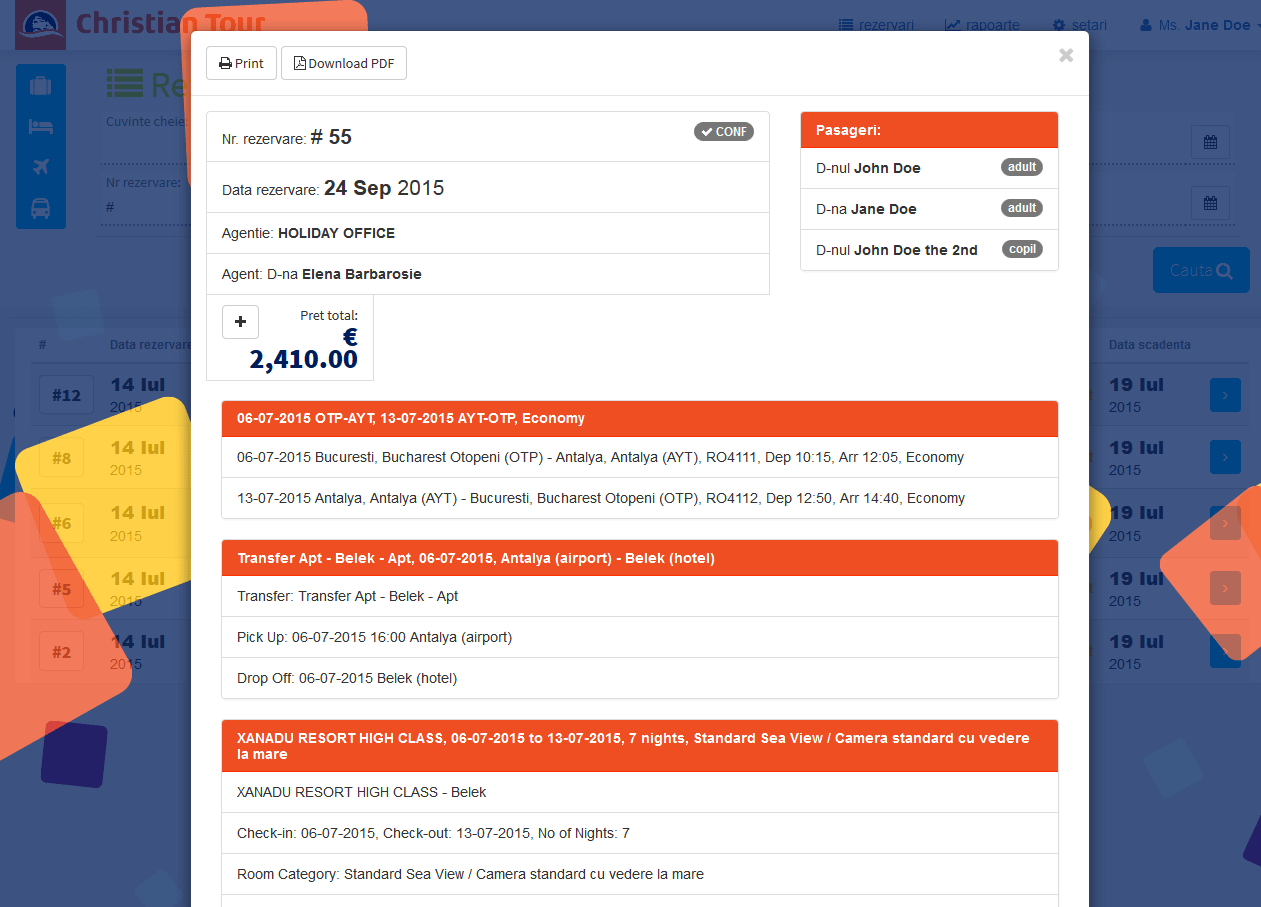 Christian Tour
rezervari
rapoarte
setari
Ms. Jane Doe
Print
Download PDF
×
Re
Cuvinte cheie:
Nr rezervare:
#
Cauta
Nr. rezervare: # 55
CONF
Data rezervare: 24 Sep 2015
Agentie: HOLIDAY OFFICE
Agent: D-na Elena Barbarosie
+
Pret total:
€
2,410.00
Pasageri:
D-nul John Doe adult
D-na Jane Doe adult
D-nul John Doe the 2nd copil
06-07-2015 OTP-AYT, 13-07-2015 AYT-OTP, Economy
06-07-2015 Bucuresti, Bucharest Otopeni (OTP) - Antalya, Antalya (AYT), RO4111, Dep 10:15, Arr 12:05, Economy
13-07-2015 Antalya, Antalya (AYT) - Bucuresti, Bucharest Otopeni (OTP), RO4112, Dep 12:50, Arr 14:40, Economy
Transfer Apt - Belek - Apt, 06-07-2015, Antalya (airport) - Belek (hotel)
Transfer: Transfer Apt - Belek - Apt
Pick Up: 06-07-2015 16:00 Antalya (airport)
Drop Off: 06-07-2015 Belek (hotel)
XANADU RESORT HIGH CLASS, 06-07-2015 to 13-07-2015, 7 nights, Standard Sea View / Camera standard cu vedere
la mare
XANADU RESORT HIGH CLASS - Belek
Check-in: 06-07-2015, Check-out: 13-07-2015, No of Nights: 7
Room Category: Standard Sea View / Camera standard cu vedere la mare
# Data rezervare
#12 14 Iul
2015
#8 14 Iul
2015
#6 14 Iul
2015
#5 14 Iul
2015
#2 14 Iul
2015
Data scadenta
19 Iul
2015
19 Iul
2015
19 Iul
2015
19 Iul
2015
19 Iul
2015